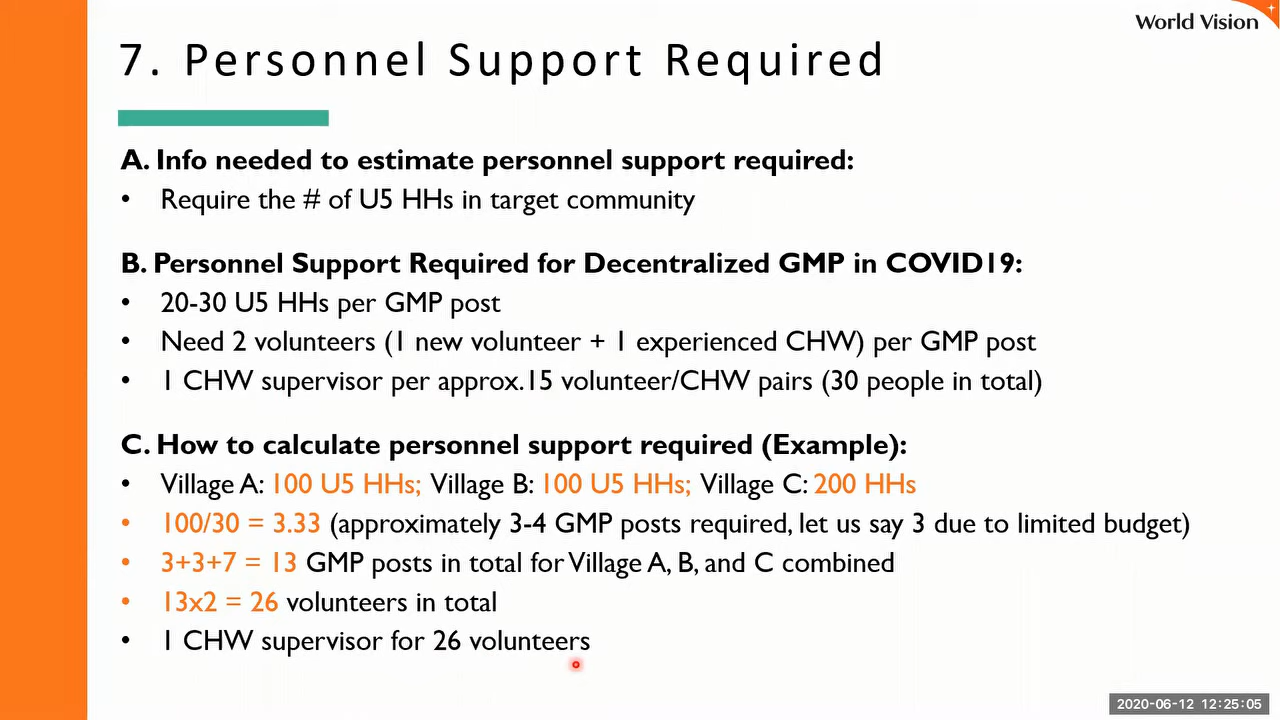 World Vision
7. Personnel Support Required
A. Info needed to estimate personnel support required:
• Require the # of U5 HHs in target community
B. Personnel Support Required for Decentralized GMP in COVID19:
• 20-30 U5 HHs per GMP post
• Need 2 volunteers (1 new volunteer + 1 experienced CHW) per GMP post
• 1 CHW supervisor per approx.15 volunteer/CHW pairs (30 people in total)
C. How to calculate personnel support required (Example):
• Village A: 100 U5 HHs; Village B: 100 U5 HHs; Village C: 200 HHs
• 100/30 = 3.33 (approximately 3-4 GMP posts required, let us say 3 due to limited budget)
• 3+3+7 = 13 GMP posts in total for Village A, B, and C combined
• 13x2 = 26 volunteers in total
• 1 CHW supervisor for 26 volunteers
2020-06-12 12:25:05